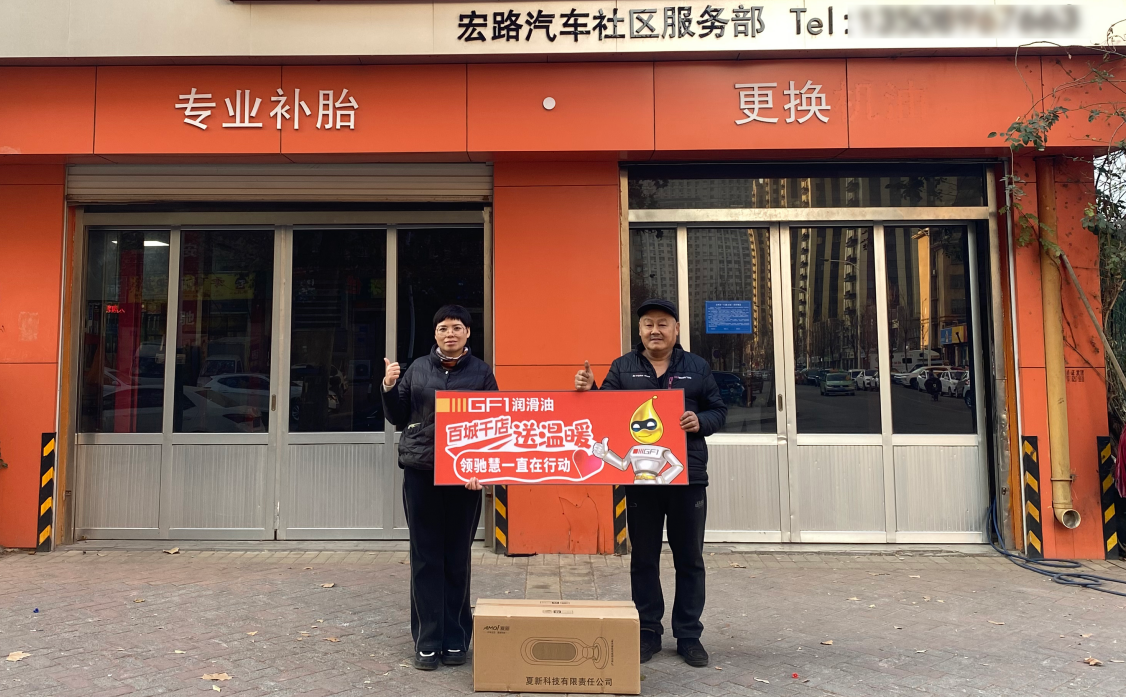 宏路汽车社区服务部 Tel:
专业补胎
更换机油
GF1润滑油
百城千店 送温暖
领驰慧一直在行动
GF1
AMOI 夏新
夏新科技有限责任公司